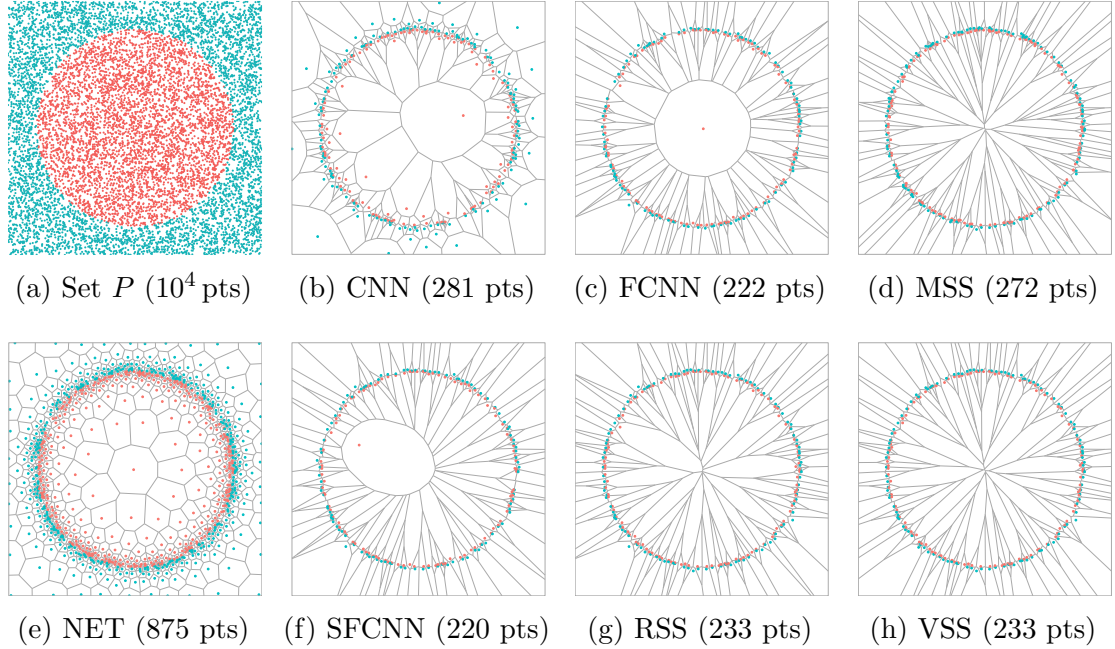 (a) Set P (10⁴ pts)
(b) CNN (281 pts)
(c) FCNN (222 pts)
(d) MSS (272 pts)
(e) NET (875 pts)
(f) SFCNN (220 pts)
(g) RSS (233 pts)
(h) VSS (233 pts)